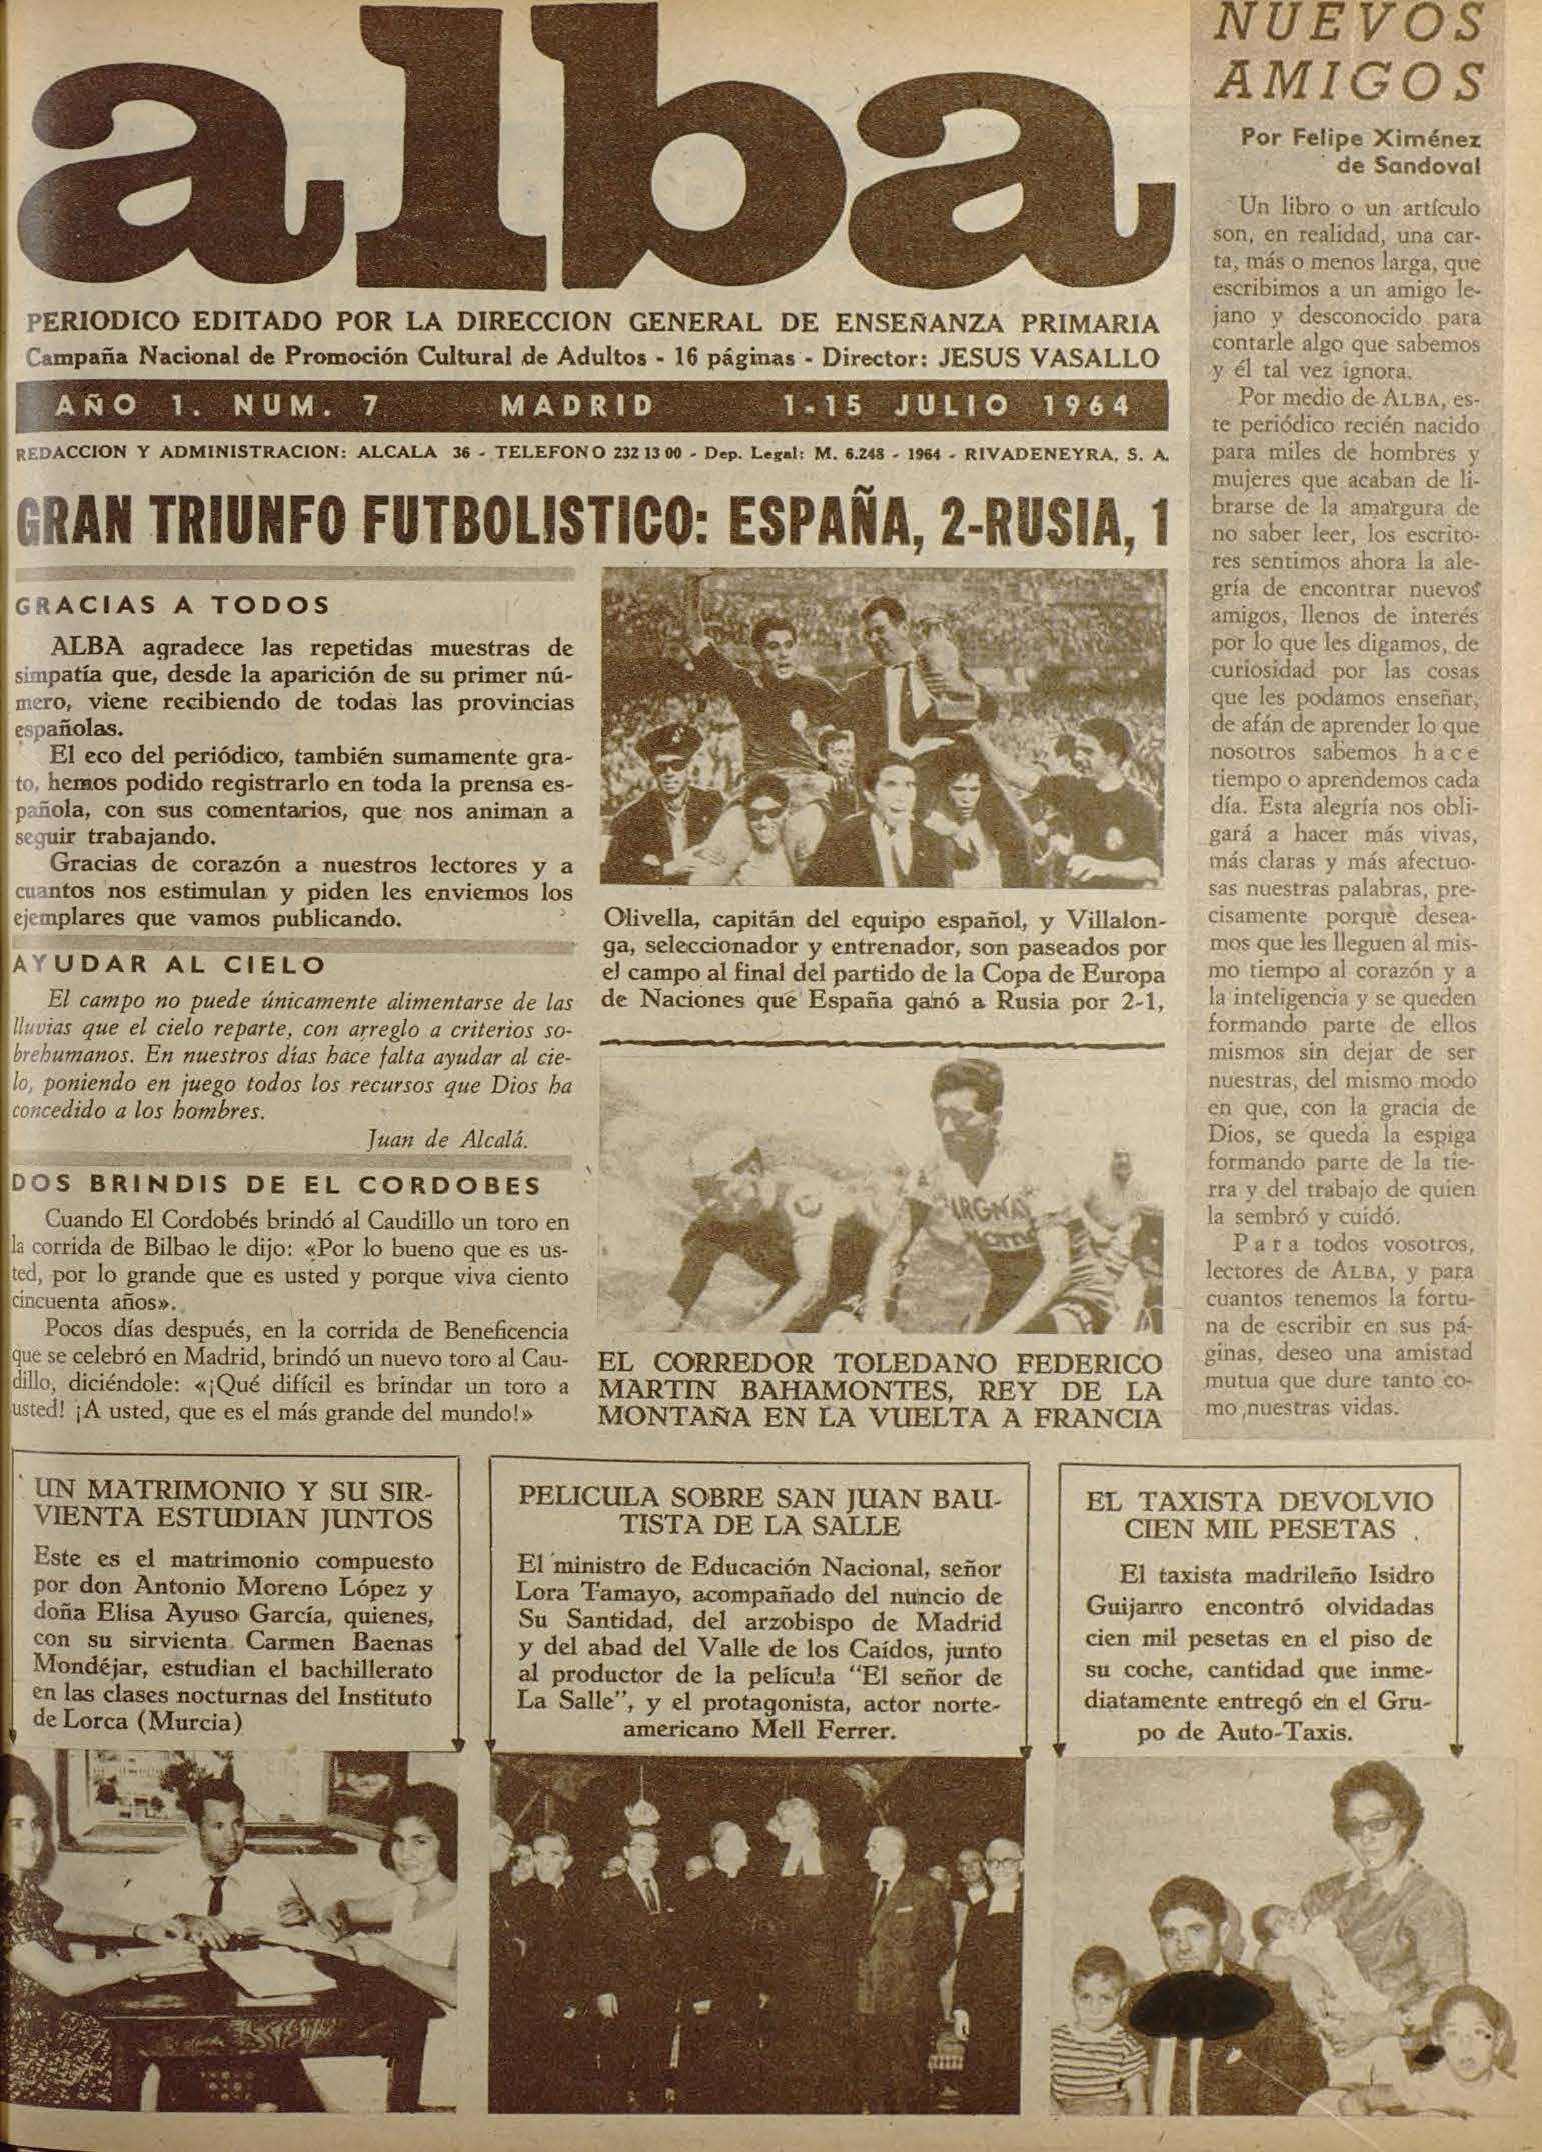 alba
PERIODICO EDITADO POR LA DIRECCION GENERAL DE ENSEÑANZA PRIMARIA
Campaña Nacional de Promoción Cultural de Adultos - 16 páginas - Director: JESUS VASALLO
AÑO 1. NUM. 7 MADRID 1-15 JULIO 1964
REDACCION Y ADMINISTRACION: ALCALA 36 - TELEFONO 232 13 00 - Dep. Legal: M. 6.248 - 1964 - RIVADENEYRA, S. A.
GRAN TRIUNFO FUTBOLISTICO: ESPAÑA, 2-RUSIA, 1
GRACIAS A TODOS
ALBA agradece las repetidas muestras de
simpatía que, desde la aparición de su primer nú-
mero, viene recibiendo de todas las provincias
españolas.
El eco del periódico, también sumamente gra-
to, hemos podido registrarlo en toda la prensa es-
pañola, con sus comentarios, que nos animan a
seguir trabajando.
Gracias de corazón a nuestros lectores y a
cuantos nos estimulan y piden les enviemos los
ejemplares que vamos publicando.
AYUDAR AL CIELO
El campo no puede únicamente alimentarse de las
lluvias que el cielo reparte, con arreglo a criterios so-
brehumanos. En nuestros días hace falta ayudar al cie-
lo, poniendo en juego todos los recursos que Dios ha
concedido a los hombres.
Juan de Alcalá.
DOS BRINDIS DE EL CORDOBES
Cuando El Cordobés brindó al Caudillo un toro en
la corrida de Bilbao le dijo: «Por lo bueno que es us-
ted, por lo grande que es usted y porque viva ciento
cincuenta años».
Pocos días después, en la corrida de Beneficencia
que se celebró en Madrid, brindó un nuevo toro al Cau-
dillo, diciéndole: «¡Qué difícil es brindar un toro a
usted! ¡A usted, que es el más grande del mundo!»
Olivella, capitán del equipo español, y Villalon-
ga, seleccionador y entrenador, son paseados por
el campo al final del partido de la Copa de Europa
de Naciones que España ganó a Rusia por 2-1,
EL CORREDOR TOLEDANO FEDERICO
MARTIN BAHAMONTES, REY DE LA
MONTAÑA EN LA VUELTA A FRANCIA
NUEVOS
AMIGOS
Por Felipe Ximénez
de Sandoval
Un libro o un artículo
son, en realidad, una car-
ta, más o menos larga, que
escribimos a un amigo le-
jano y desconocido para
contarle algo que sabemos
y él tal vez ignora.
Por medio de ALBA, es-
te periódico recién nacido
para miles de hombres y
mujeres que acaban de li-
brarse de la amargura de
no saber leer, los escrito-
res sentimos ahora la ale-
gría de encontrar nuevos
amigos, llenos de interés
por lo que les digamos, de
curiosidad por las cosas
que les podamos enseñar,
de afán de aprender lo que
nosotros sabemos hace
tiempo o aprendemos cada
día. Esta alegría nos obli-
gará a hacer más vivas,
más claras y más afectuo-
sas nuestras palabras, pre-
cisamente porque desea-
mos que les lleguen al mis-
mo tiempo al corazón y a
la inteligencia y se queden
formando parte de ellos
mismos sin dejar de ser
nuestras, del mismo modo
en que, con la gracia de
Dios, se queda la espiga
formando parte de la tie-
rra y del trabajo de quien
la sembró y cuidó.
Para todos vosotros,
lectores de ALBA, y para
cuantos tenemos la fortu-
na de escribir en sus pá-
ginas, deseo una amistad
mutua que dure tanto co-
mo nuestras vidas.
UN MATRIMONIO Y SU SIR-
VIENTA ESTUDIAN JUNTOS
Este es el matrimonio compuesto
por don Antonio Moreno López y
doña Elisa Ayuso García, quienes,
con su sirvienta Carmen Baenas
Mondéjar, estudian el bachillerato
en las clases nocturnas del Instituto
de Lorca (Murcia)
PELICULA SOBRE SAN JUAN BAU-
TISTA DE LA SALLE
El ministro de Educación Nacional, señor
Lora Tamayo, acompañado del nuncio de
Su Santidad, del arzobispo de Madrid
y del abad del Valle de los Caídos, junto
al productor de la película "El señor de
La Salle", y el protagonista, actor norte-
americano Mell Ferrer.
EL TAXISTA DEVOLVIO
CIEN MIL PESETAS
El taxista madrileño Isidro
Guijarro encontró olvidadas
cien mil pesetas en el piso de
su coche, cantidad que inme-
diatamente entregó en el Gru-
po de Auto-Taxis.